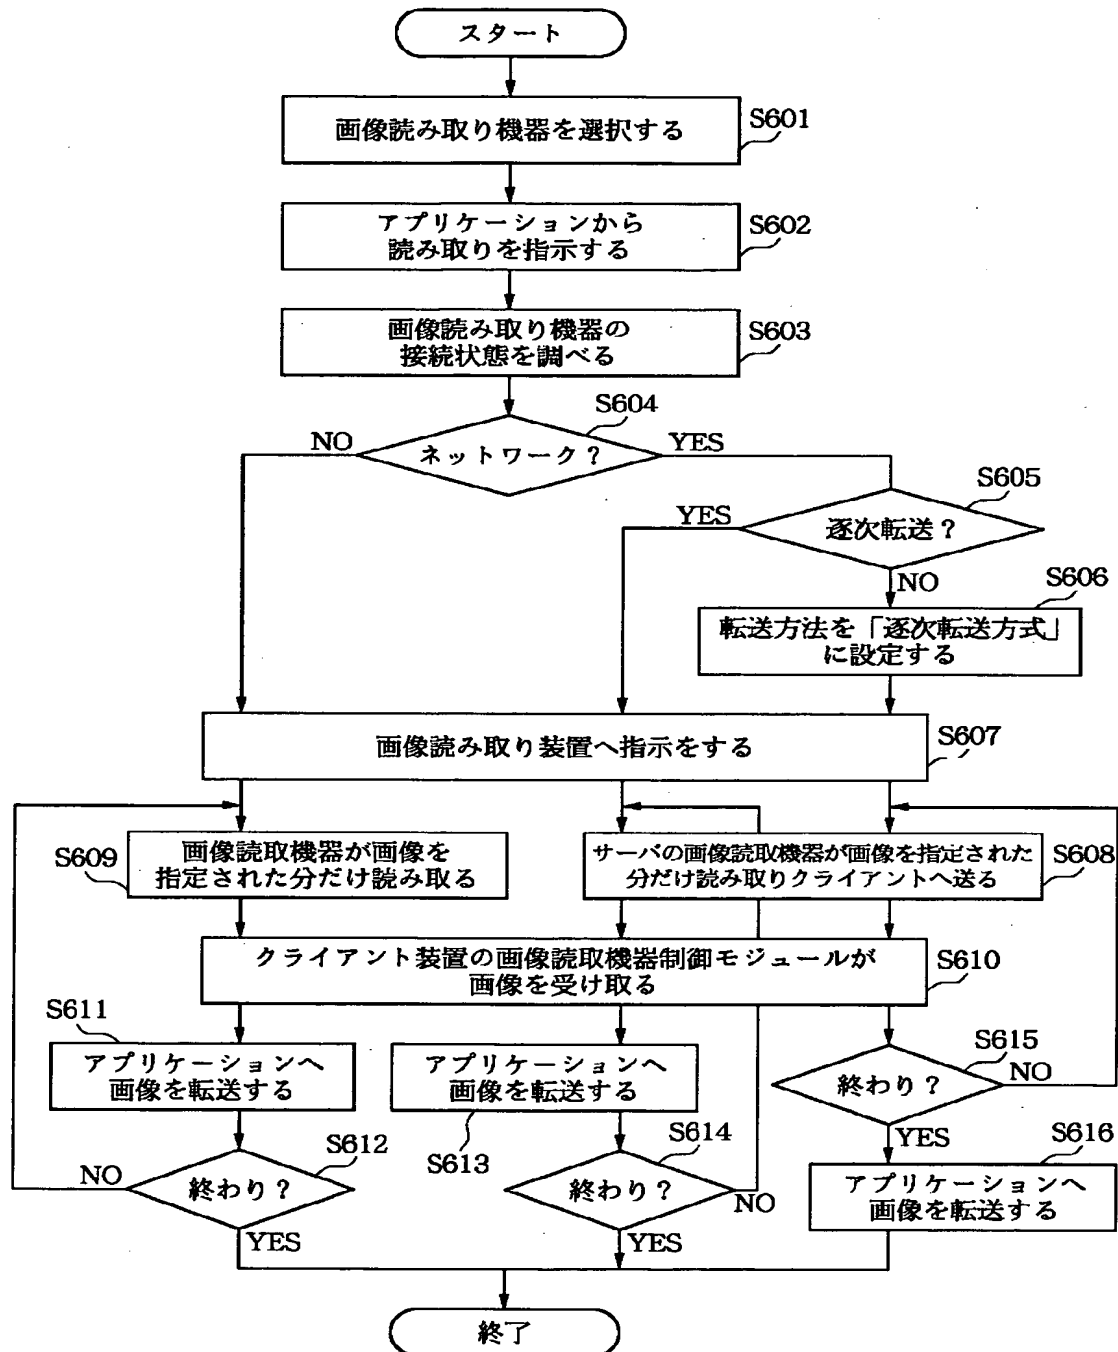 スタート
画像読み取り機器を選択する
S601
アプリケーションから
読み取りを指示する
S602
画像読み取り機器の
接続状態を調べる
S603
S604
NO
ネットワーク?
YES
S605
YES
逐次転送?
NO
S606
転送方法を「逐次転送方式」
に設定する
画像読み取り装置へ指示をする
S607
S609
画像読取機器が画像を
指定された分だけ読み取る
サーバの画像読取機器が画像を指定された
分だけ読み取りクライアントへ送る
S608
クライアント装置の画像読取機器制御モジュールが
画像を受け取る
S610
S611
アプリケーションへ
画像を転送する
アプリケーションへ
画像を転送する
S613
S615
終わり?
NO
YES
S612
NO
終わり?
YES
S614
終わり?
NO
YES
S616
アプリケーションへ
画像を転送する
終了